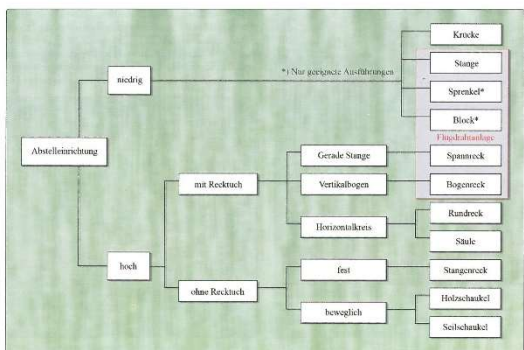 Krücke
niedrig
*) Nur geeignete Ausführungen
Stange
Sprenkel*
Block*
Flugdrahtanlage
Abstelleinrichtung
Gerade Stange
Spannreck
mit Recktuch
Vertikalbogen
Bogenreck
Horizontalkreis
Rundreck
Säule
hoch
ohne Recktuch
fest
Stangenreck
beweglich
Holzschaukel
Seilschaukel